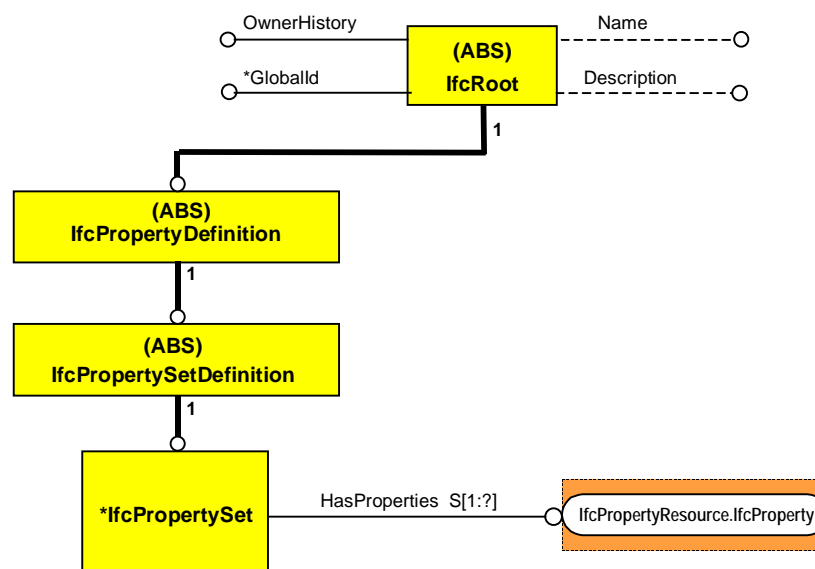 OwnerHistory
Name
(ABS)
IfcRoot
*GlobalId
Description
1
(ABS)
IfcPropertyDefinition
1
(ABS)
IfcPropertySetDefinition
1
*IfcPropertySet
HasProperties S[1:?]
IfcPropertyResource.IfcProperty